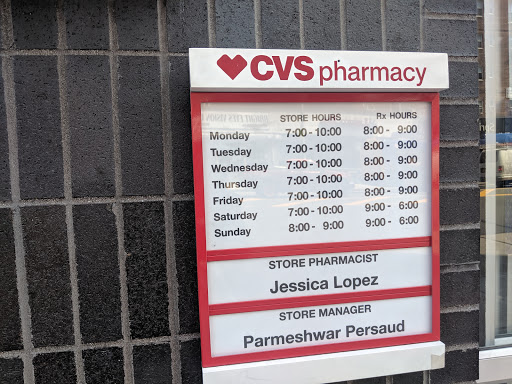 CVS pharmacy
STORE HOURS Rx HOURS
Monday 7:00 - 10:00 8:00 - 9:00
Tuesday 7:00 - 10:00 8:00 - 9:00
Wednesday 7:00 - 10:00 8:00 - 9:00
Thursday 7:00 - 10:00 8:00 - 9:00
Friday 7:00 - 10:00 8:00 - 9:00
Saturday 7:00 - 10:00 9:00 - 6:00
Sunday 8:00 - 9:00 9:00 - 6:00
STORE PHARMACIST
Jessica Lopez
STORE MANAGER
Parmeshwar Persaud